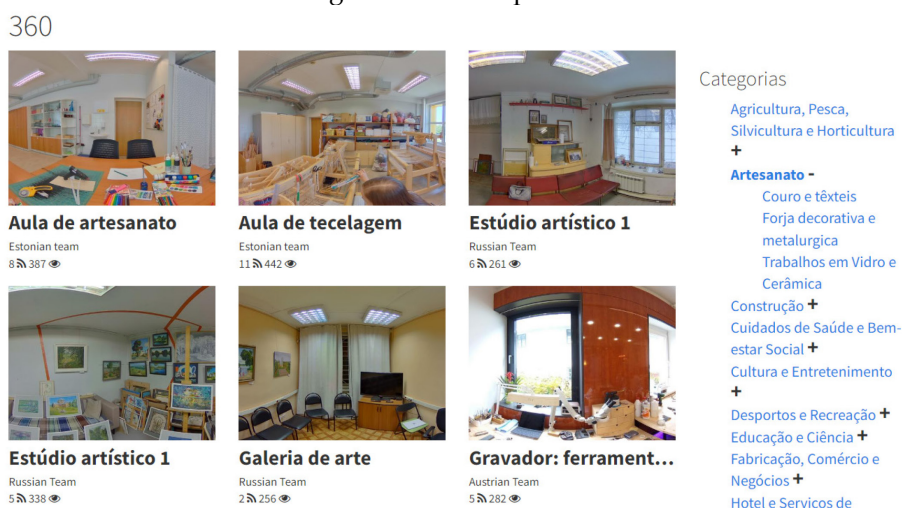 360
Aula de artesanato
Estonian team
8 387
Aula de tecelagem
Estonian team
11 442
Estúdio artístico 1
Russian Team
6 261
Estúdio artístico 1
Russian Team
5 338
Galeria de arte
Russian Team
2 256
Gravador: ferrament...
Austrian Team
5 282
Categorias
Agricultura, Pesca,
Silvicultura e Horticultura
+
Artesanato -
Couro e têxteis
Forja decorativa e
metalurgica
Trabalhos em Vidro e
Cerâmica
Construção +
Cuidados de Saúde e Bem-
estar Social +
Cultura e Entretenimento
+
Desportos e Recreação +
Educação e Ciência +
Fabricação, Comércio e
Negócios +
Hotel e Serviços de